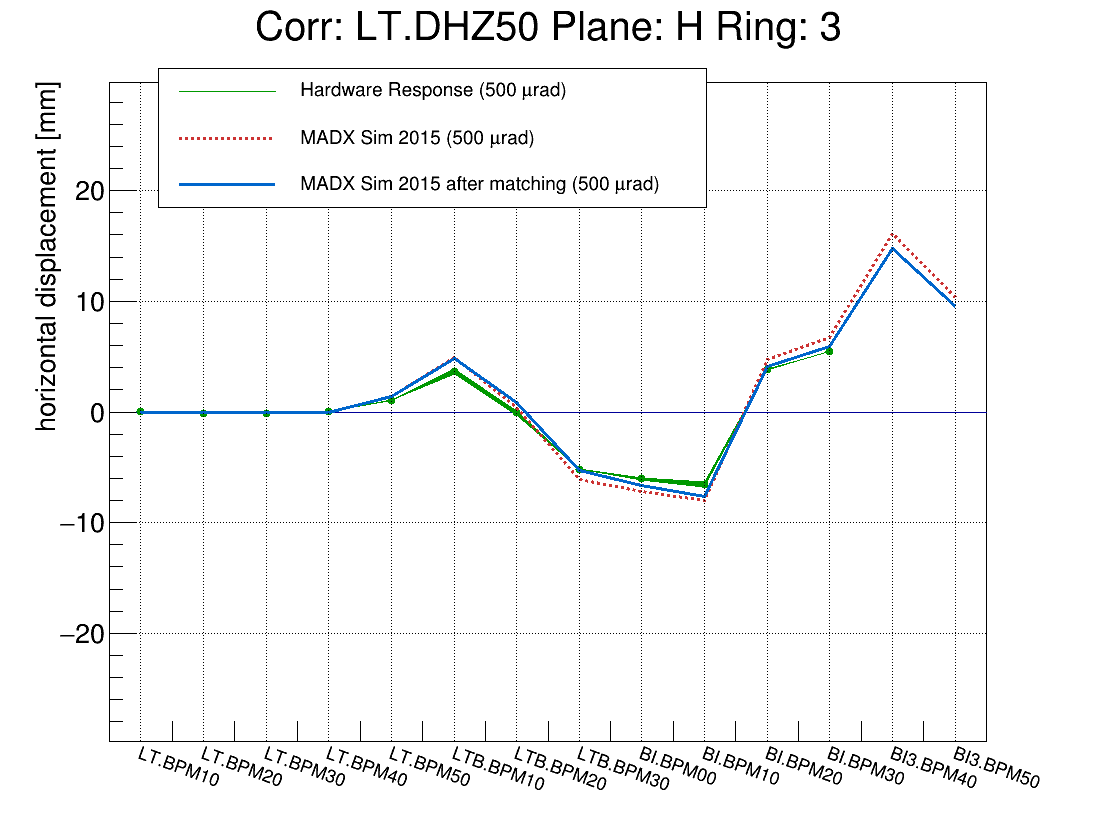 Corr: LT.DHZ50 Plane: H Ring: 3
Hardware Response (500 μrad)
MADX Sim 2015 (500 μrad)
MADX Sim 2015 after matching (500 μrad)
horizontal displacement [mm]
20
10
0
−10
−20
LT.BPM10
LT.BPM20
LT.BPM30
LT.BPM40
LT.BPM50
LTB.BPM10
LTB.BPM20
LTB.BPM30
BI.BPM00
BI.BPM10
BI.BPM20
BI.BPM30
BI3.BPM40
BI3.BPM50